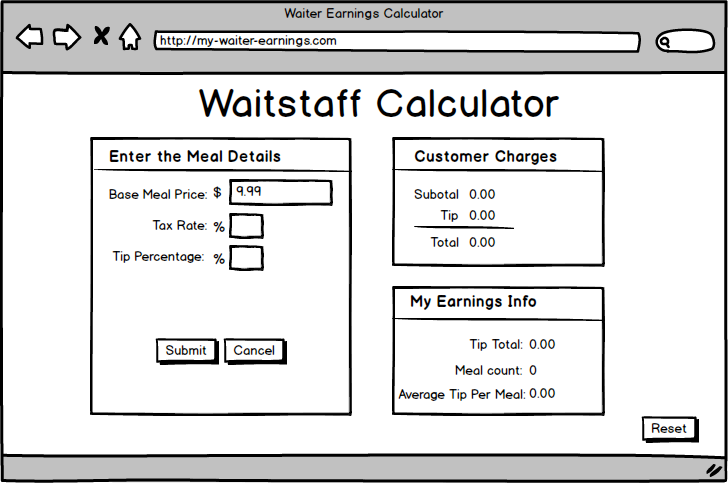 Waiter Earnings Calculator
http://my-waiter-earnings.com
Waitstaff Calculator
Enter the Meal Details
Base Meal Price: $ 9.99
Tax Rate: %
Tip Percentage: %
Submit Cancel
Customer Charges
Subotal 0.00
Tip 0.00
Total 0.00
My Earnings Info
Tip Total: 0.00
Meal count: 0
Average Tip Per Meal: 0.00
Reset